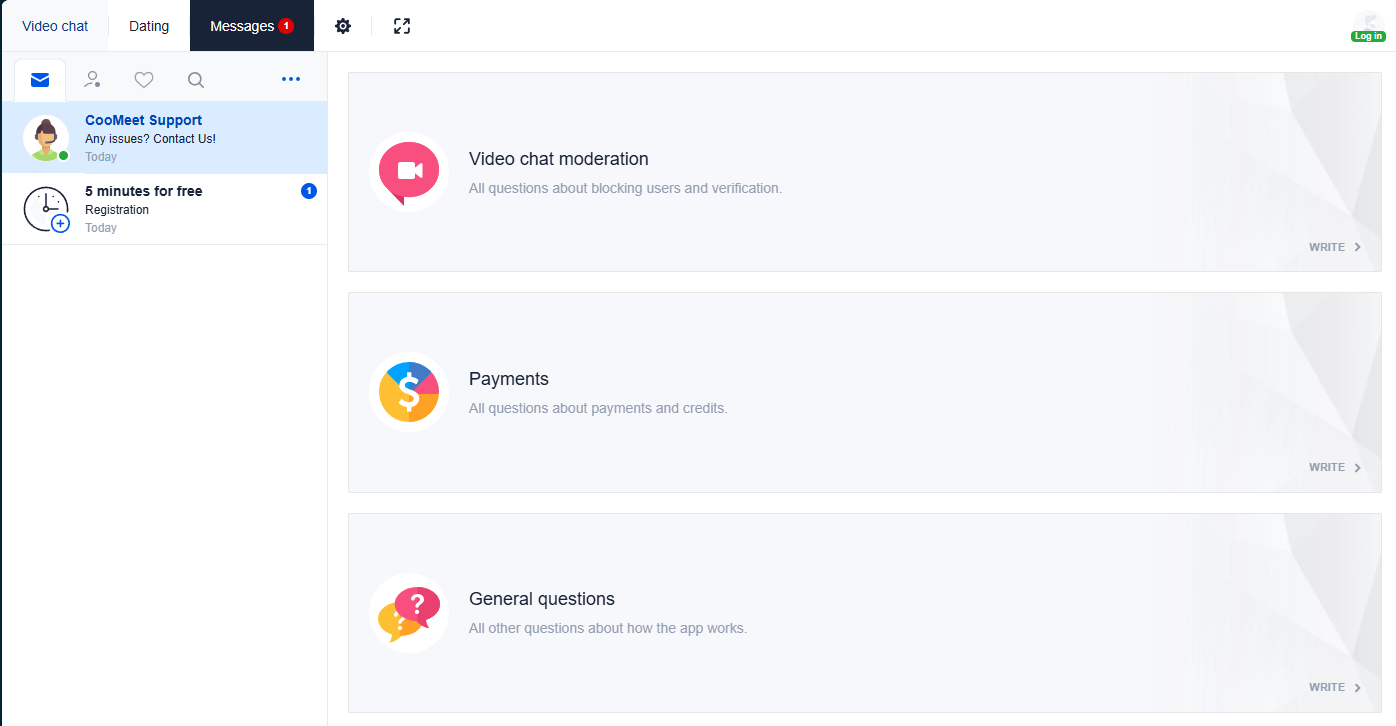 Video chat
Dating
Messages 1
Log in
CooMeet Support
Any issues? Contact Us!
Today
5 minutes for free
1
Registration
Today
Video chat moderation
All questions about blocking users and verification.
WRITE
Payments
All questions about payments and credits.
WRITE
General questions
All other questions about how the app works.
WRITE